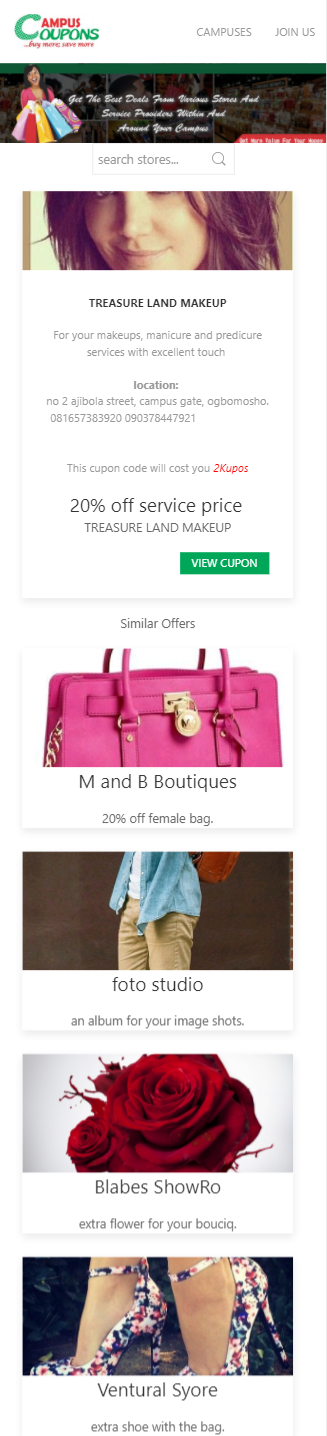 CAMPUS
COUPONS
...buy more; save more
CAMPUSES
JOIN US
Get The Best Deals From Various Stores And
Service Providers Within And
Around Your Campus
Get More Value For Your Money
search stores...
TREASURE LAND MAKEUP
For your makeups, manicure and predicure
services with excellent touch
location:
no 2 ajibola street, campus gate, ogbomosho.
081657383920 090378447921
This cupon code will cost you 2Kupos
20% off service price
TREASURE LAND MAKEUP
VIEW CUPON
Similar Offers
M and B Boutiques
20% off female bag.
foto studio
an album for your image shots.
Blabes ShowRo
extra flower for your bouciq.
Ventural Syore
extra shoe with the bag.